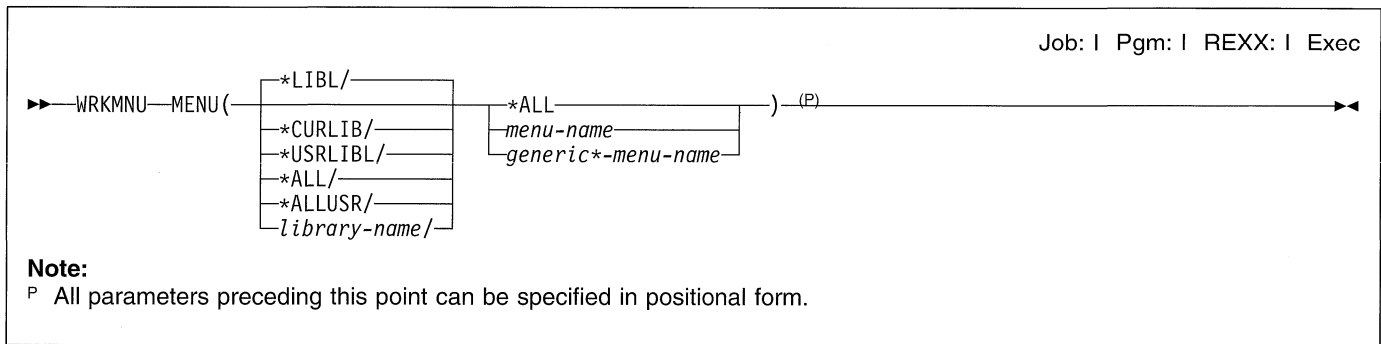 Job: I Pgm: I REXX: I Exec
*LIBL/
WRKMNU MENU( *ALL ) (P)
*CURLIB/ menu-name
*USRLIBL/ generic*-menu-name
*ALL/
*ALLUSR/
library-name/
Note:
P All parameters preceding this point can be specified in positional form.